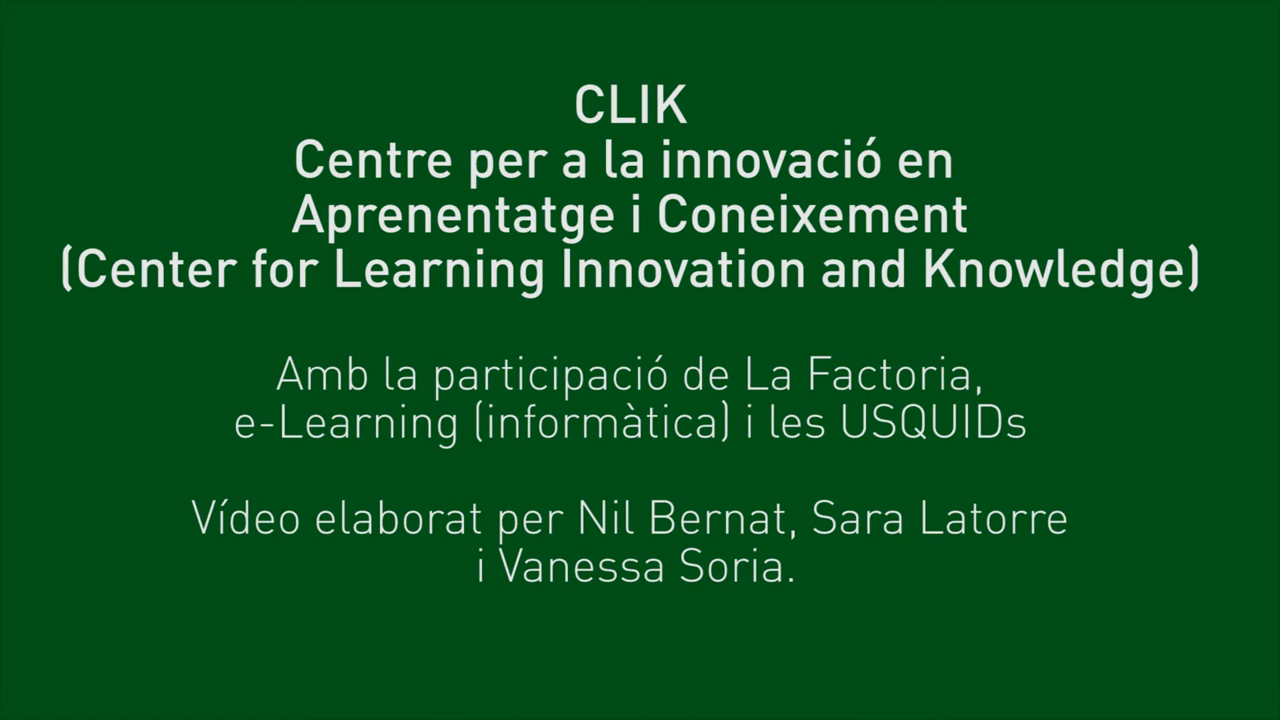 CLIK
Centre per a la innovació en
Aprenentatge i Coneixement
(Center for Learning Innovation and Knowledge)
Amb la participació de La Factoria,
e-Learning (informàtica) i les USQUIDs
Vídeo elaborat per Nil Bernat, Sara Latorre
i Vanessa Soria.